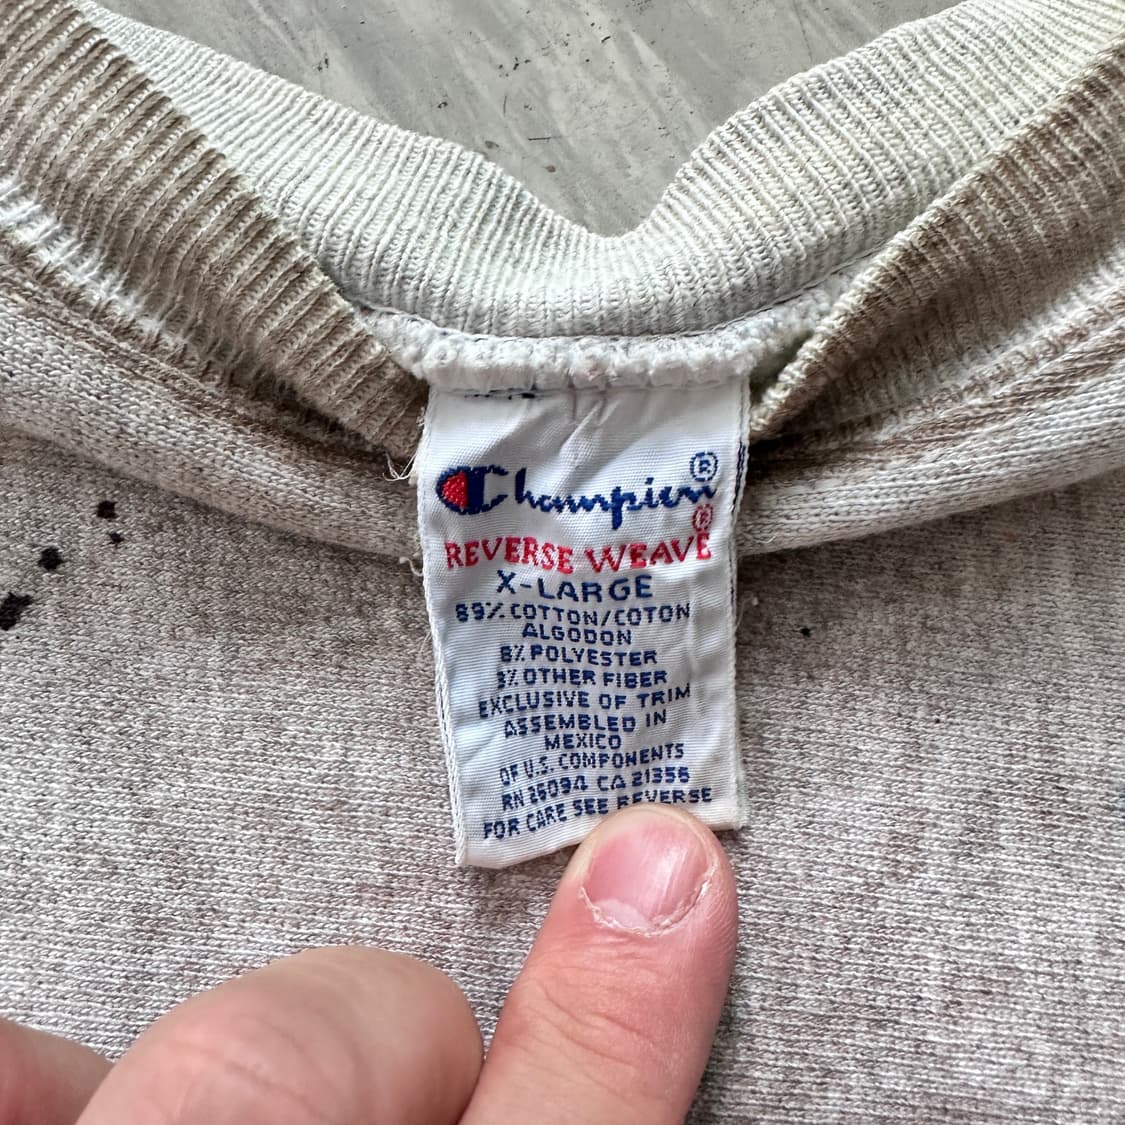 Champion®
REVERSE WEAVE®
X-LARGE
89% COTTON/COTON
ALGODON
8% POLYESTER
3% OTHER FIBER
EXCLUSIVE OF TRIM
ASSEMBLED IN
MEXICO
OF U.S. COMPONENTS
RN 26094 CA 21356
FOR CARE SEE REVERSE